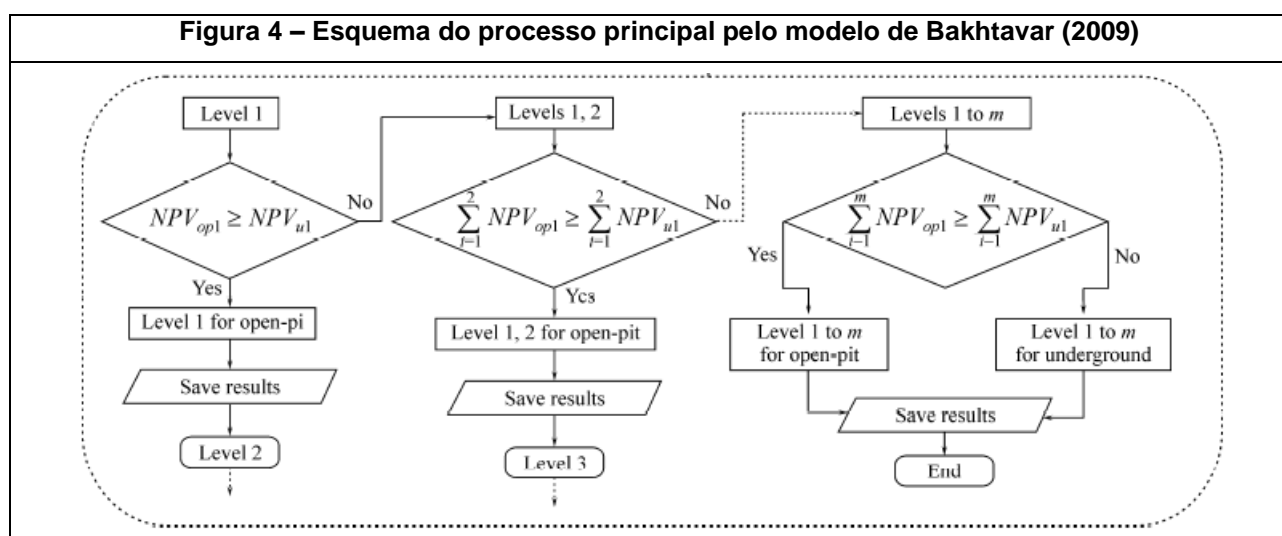 Figura 4 – Esquema do processo principal pelo modelo de Bakhtavar (2009)
Level 1
NPV_op1 ≥ NPV_u1
No
Yes
Level 1 for open-pi
Save results
Level 2
Levels 1, 2
2 ∑ i=1 NPV_op1 ≥ 2 ∑ i=1 NPV_u1
No
Ycs
Level 1, 2 for open-pit
Save results
Level 3
Levels 1 to m
m ∑ i−1 NPV_op1 ≥ m ∑ i−1 NPV_u1
Yes
No
Level 1 to m
for open-pit
Level 1 to m
for underground
Save results
End